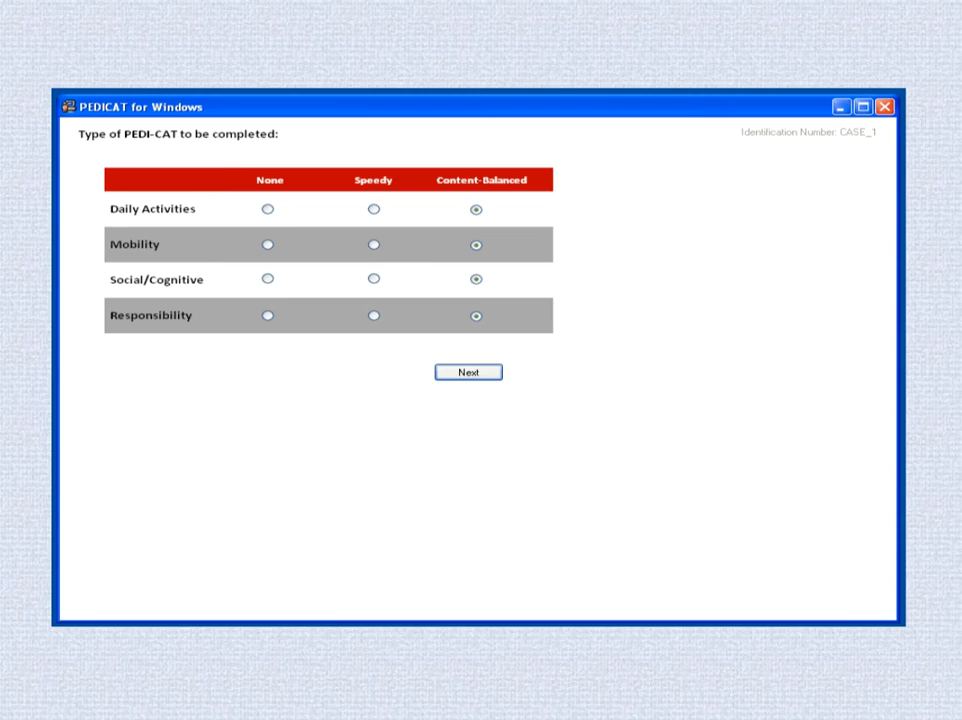 PEDICAT for Windows
Type of PEDI-CAT to be completed:
Identification Number: CASE_1
None Speedy Content-Balanced
Daily Activities
Mobility
Social/Cognitive
Responsibility
Next